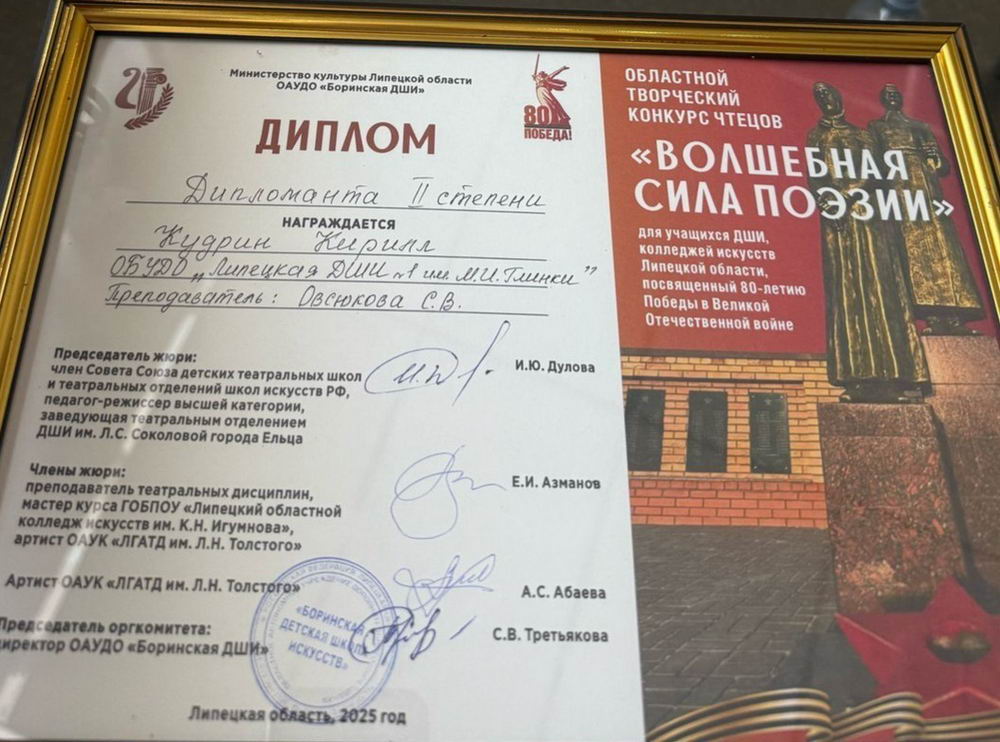 Министерство культуры Липецкой области
ОАУДО «Боринская ДШИ»
80
ПОБЕДА!
ДИПЛОМ
Дипломанта II степени
НАГРАЖДАЕТСЯ
Кудрин Кирилл
ОБУДО „Липецкая ДШИ №1 им. М.И. Глинки”
Преподаватель: Овсюкова С.В.
Председатель жюри:
член Совета Союза детских театральных школ
и театральных отделений школ искусств РФ,
педагог-режиссер высшей категории,
заведующая театральным отделением
ДШИ им. Л.С. Соколовой города Ельца
И.Ю. Дулова
Члены жюри:
преподаватель театральных дисциплин,
мастер курса ГОБПОУ «Липецкий областной
колледж искусств им. К.Н. Игумнова»,
артист ОАУК «ЛГАТД им. Л.Н. Толстого»
Е.И. Азманов
Артист ОАУК «ЛГАТД им. Л.Н. Толстого»
А.С. Абаева
Председатель оргкомитета:
директор ОАУДО «Боринская ДШИ»
С.В. Третьякова
«БОРИНСКАЯ
ДЕТСКАЯ ШКОЛА
ИСКУССТВ»
Липецкая область, 2025 год
ОБЛАСТНОЙ
ТВОРЧЕСКИЙ
КОНКУРС ЧТЕЦОВ
«ВОЛШЕБНАЯ
СИЛА ПОЭЗИИ»
для учащихся ДШИ,
колледжей искусств
Липецкой области,
посвященный 80-летию
Победы в Великой
Отечественной войне